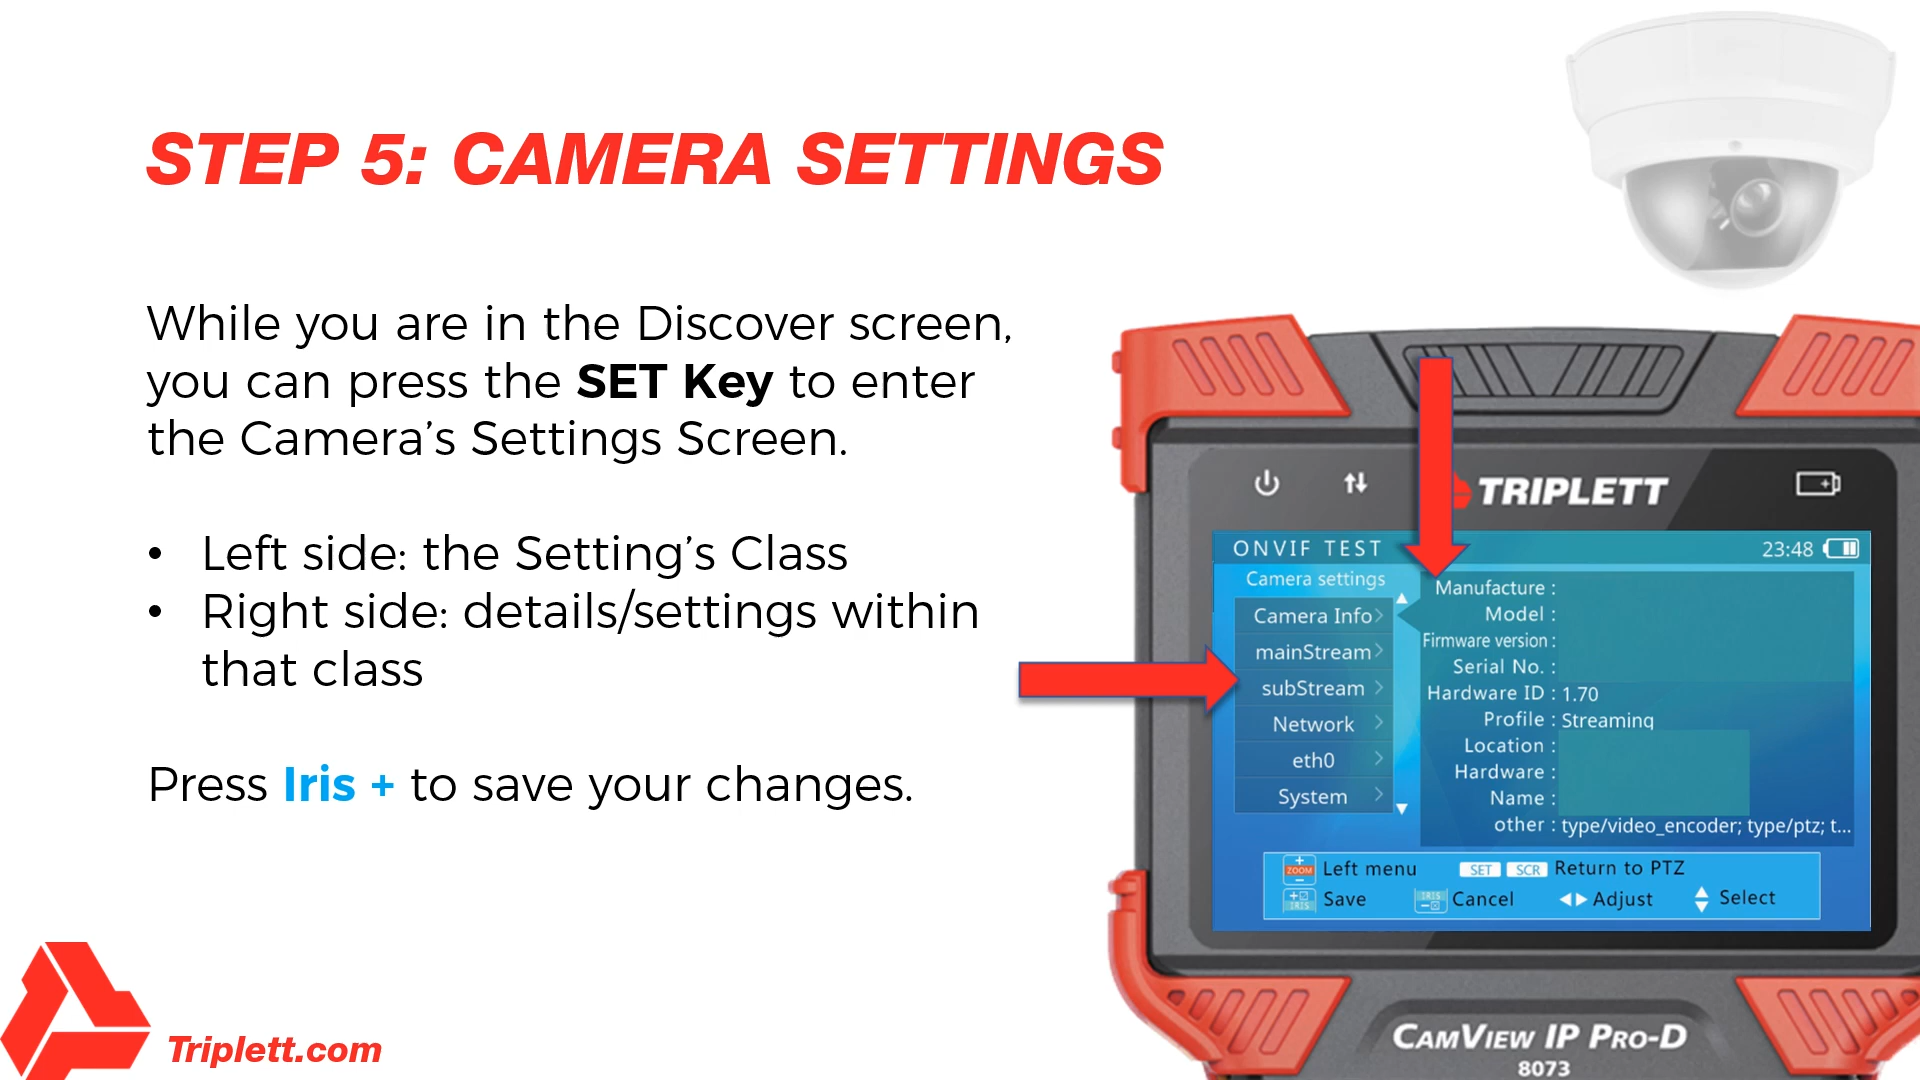 STEP 5: CAMERA SETTINGS
While you are in the Discover screen,
you can press the SET Key to enter
the Camera’s Settings Screen.
• Left side: the Setting’s Class
• Right side: details/settings within
that class
Press Iris + to save your changes.
Triplett.com
TRIPLETT
ONVIF TEST
23:48
Camera settings
Camera Info
mainStream
subStream
Network
eth0
System
Manufacture :
Model :
Firmware version :
Serial No. :
Hardware ID : 1.70
Profile : Streaming
Location :
Hardware :
Name :
other : type/video_encoder; type/ptz; t...
+ ZOOM − Left menu SET SCR Return to PTZ
+ IRIS Save IRIS − Cancel Adjust Select
CAMVIEW IP PRO-D
8073